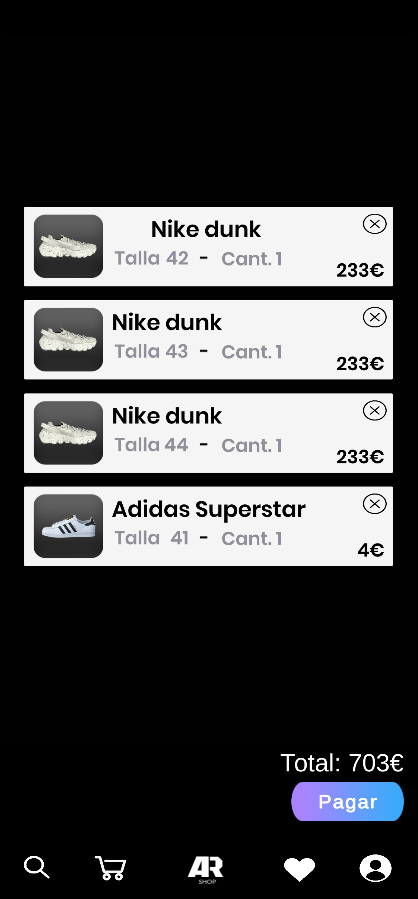 Nike dunk
Talla 42 - Cant. 1
233€
Nike dunk
Talla 43 - Cant. 1
233€
Nike dunk
Talla 44 - Cant. 1
233€
Adidas Superstar
Talla 41 - Cant. 1
4€
Total: 703€
Pagar
AR
SHOP